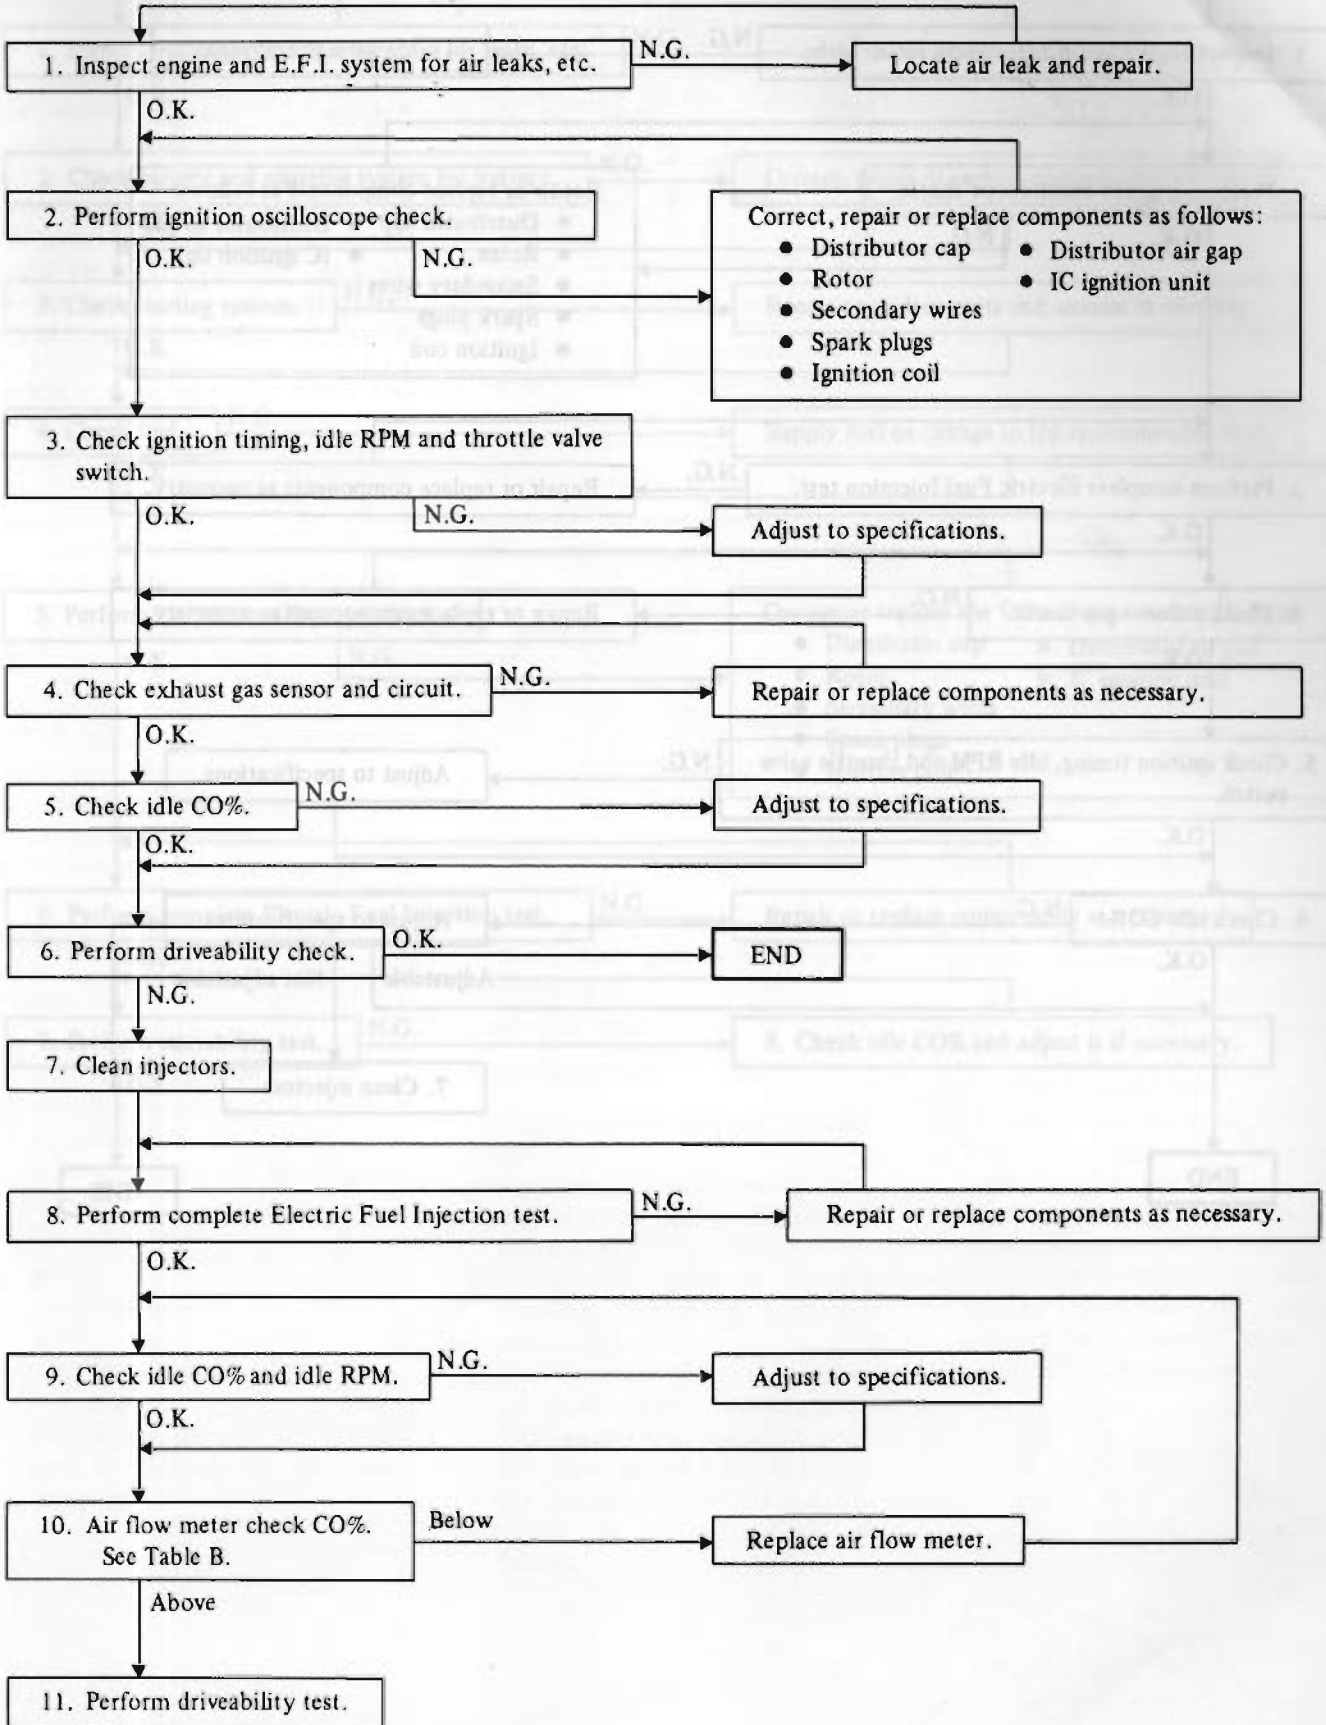 1. Inspect engine and E.F.I. system for air leaks, etc.
N.G.
Locate air leak and repair.
O.K.
2. Perform ignition oscilloscope check.
O.K.
N.G.
Correct, repair or replace components as follows:
● Distributor cap
● Distributor air gap
● Rotor
● IC ignition unit
● Secondary wires
● Spark plugs
● Ignition coil
3. Check ignition timing, idle RPM and throttle valve
switch.
O.K.
N.G.
Adjust to specifications.
4. Check exhaust gas sensor and circuit.
N.G.
Repair or replace components as necessary.
O.K.
5. Check idle CO%.
N.G.
Adjust to specifications.
O.K.
6. Perform driveability check.
O.K.
END
N.G.
7. Clean injectors.
8. Perform complete Electric Fuel Injection test.
N.G.
Repair or replace components as necessary.
O.K.
9. Check idle CO% and idle RPM.
N.G.
Adjust to specifications.
O.K.
10. Air flow meter check CO%.
See Table B.
Below
Replace air flow meter.
Above
11. Perform driveability test.